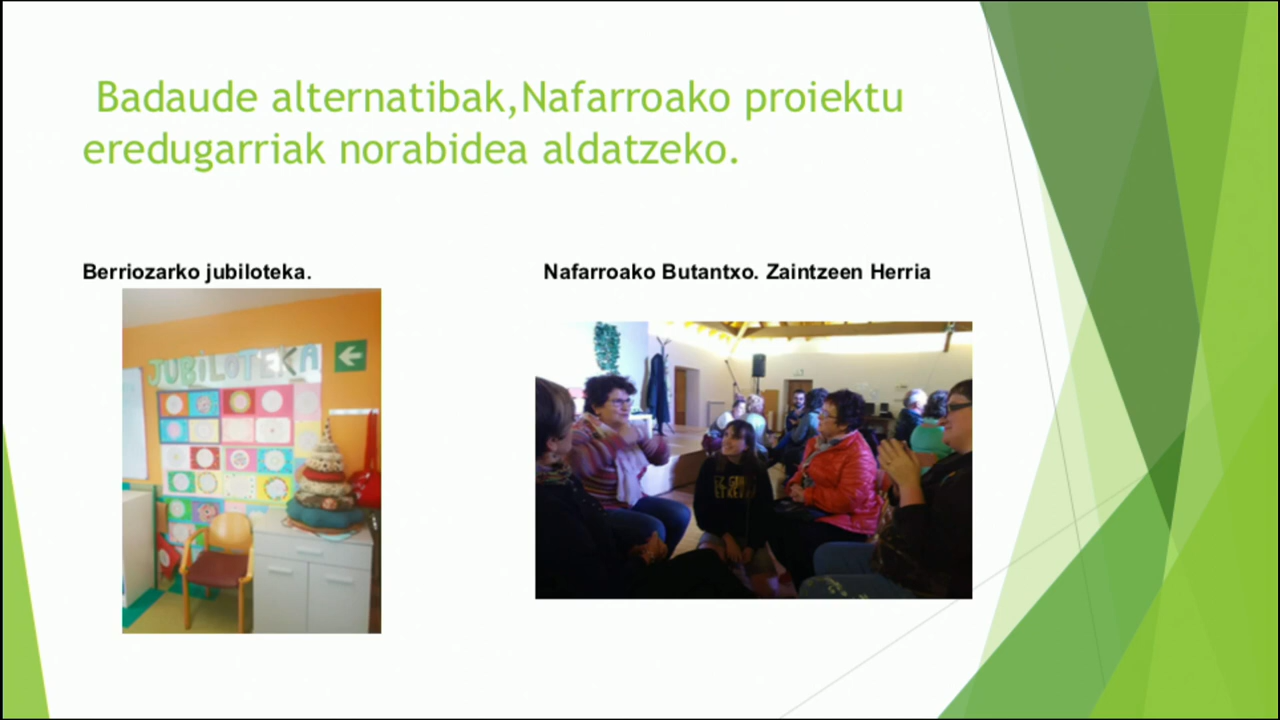 Badaude alternatibak,Nafarroako proiektu
eredugarriak norabidea aldatzeko.
Berriozarko jubiloteka.
Nafarroako Butantxo. Zaintzeen Herria
JUBILOTEKA